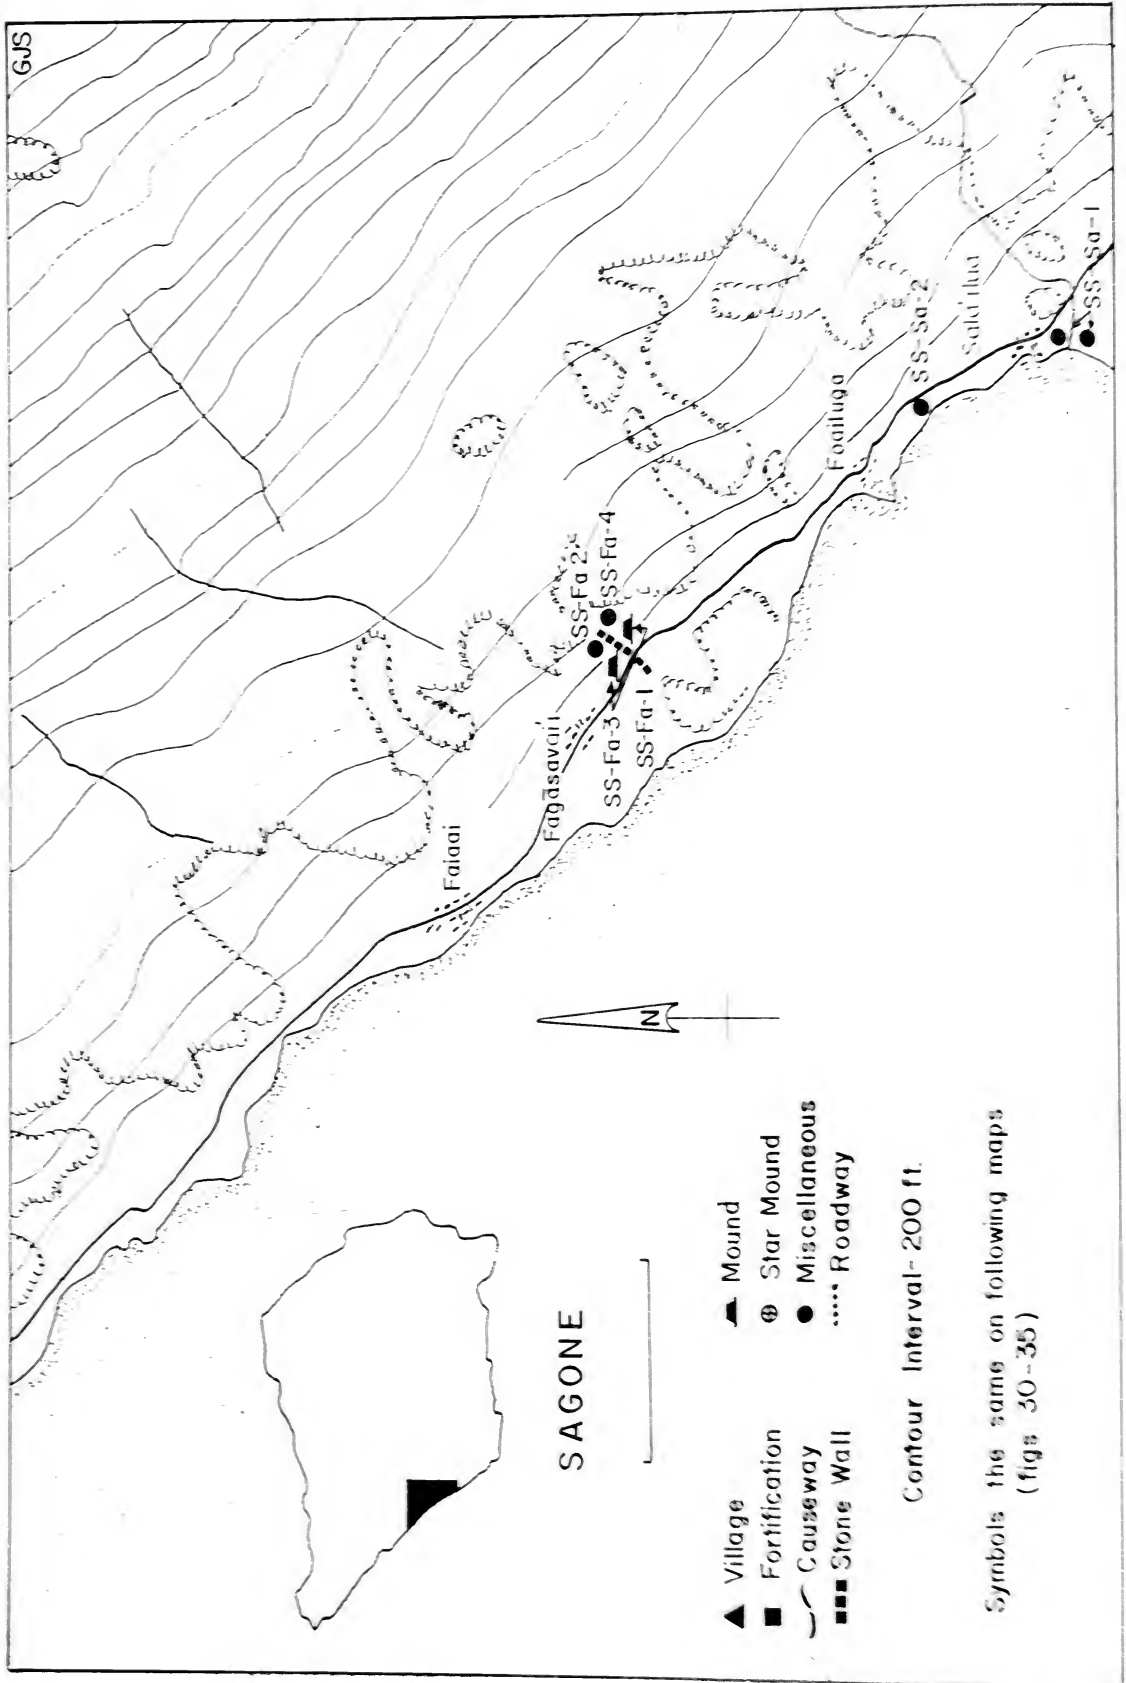 GJS
Faiaai
Fagasavaii
SS-Fa-3
SS-Fa-1
SS-Fa 2
SS-Fa-4
Foailuga
SS-Sa-2
Sala'ilua
SS-Sa-1
N
SAGONE
Village
Fortification
Causeway
Stone Wall
Mound
Star Mound
Miscellaneous
Roadway
Contour Interval-200 ft.
Symbols the same on following maps
(figs 30-35)